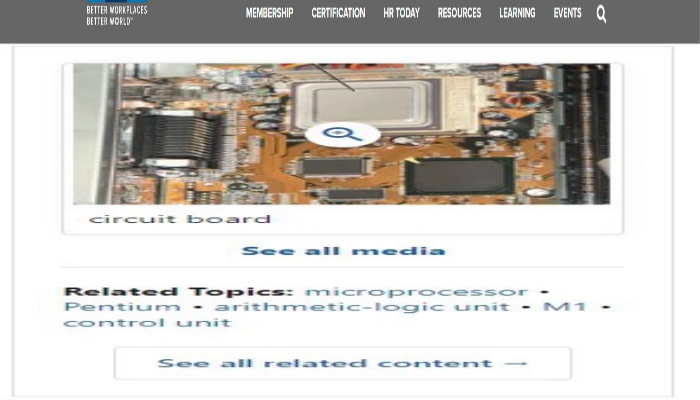 BETTER WORKPLACES
BETTER WORLD™
MEMBERSHIP CERTIFICATION HR TODAY RESOURCES LEARNING EVENTS
circuit board
See all media
Related Topics: microprocessor •
Pentium • arithmetic-logic unit • M1 •
control unit
See all related content →